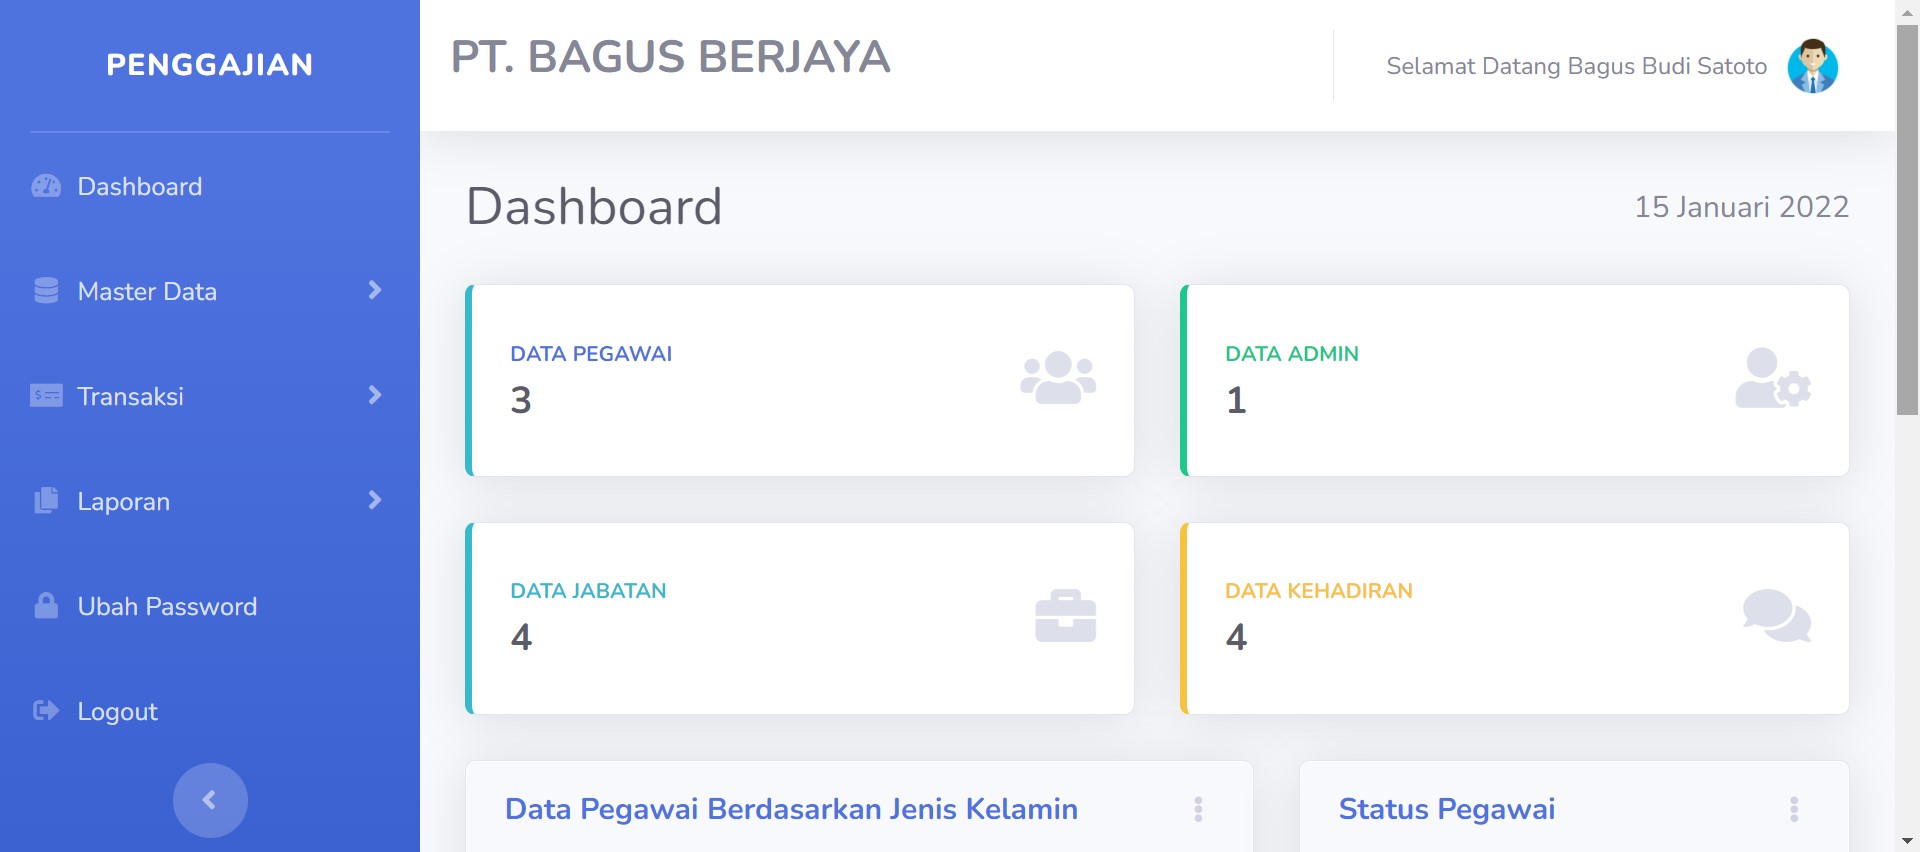 PENGGAJIAN
Dashboard
Master Data
Transaksi
Laporan
Ubah Password
Logout
PT. BAGUS BERJAYA
Selamat Datang Bagus Budi Satoto
Dashboard
15 Januari 2022
DATA PEGAWAI
3
DATA ADMIN
1
DATA JABATAN
4
DATA KEHADIRAN
4
Data Pegawai Berdasarkan Jenis Kelamin
Status Pegawai